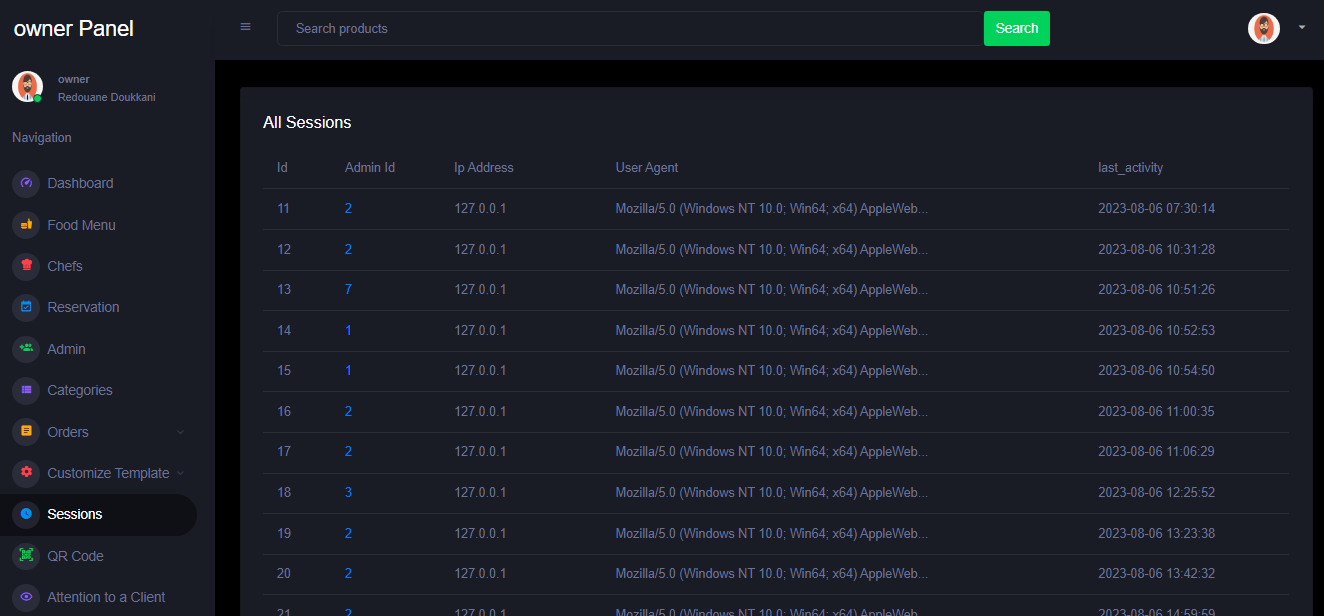 owner Panel
Search products
Search
owner
Redouane Doukkani
Navigation
Dashboard
Food Menu
Chefs
Reservation
Admin
Categories
Orders
Customize Template
Sessions
QR Code
Attention to a Client
All Sessions
Id Admin Id Ip Address User Agent last_activity
11 2 127.0.0.1 Mozilla/5.0 (Windows NT 10.0; Win64; x64) AppleWeb... 2023-08-06 07:30:14
12 2 127.0.0.1 Mozilla/5.0 (Windows NT 10.0; Win64; x64) AppleWeb... 2023-08-06 10:31:28
13 7 127.0.0.1 Mozilla/5.0 (Windows NT 10.0; Win64; x64) AppleWeb... 2023-08-06 10:51:26
14 1 127.0.0.1 Mozilla/5.0 (Windows NT 10.0; Win64; x64) AppleWeb... 2023-08-06 10:52:53
15 1 127.0.0.1 Mozilla/5.0 (Windows NT 10.0; Win64; x64) AppleWeb... 2023-08-06 10:54:50
16 2 127.0.0.1 Mozilla/5.0 (Windows NT 10.0; Win64; x64) AppleWeb... 2023-08-06 11:00:35
17 2 127.0.0.1 Mozilla/5.0 (Windows NT 10.0; Win64; x64) AppleWeb... 2023-08-06 11:06:29
18 3 127.0.0.1 Mozilla/5.0 (Windows NT 10.0; Win64; x64) AppleWeb... 2023-08-06 12:25:52
19 2 127.0.0.1 Mozilla/5.0 (Windows NT 10.0; Win64; x64) AppleWeb... 2023-08-06 13:23:38
20 2 127.0.0.1 Mozilla/5.0 (Windows NT 10.0; Win64; x64) AppleWeb... 2023-08-06 13:42:32
21 2 127.0.0.1 Mozilla/5.0 (Windows NT 10.0; Win64; x64) AppleWeb... 2023-08-06 14:59:59